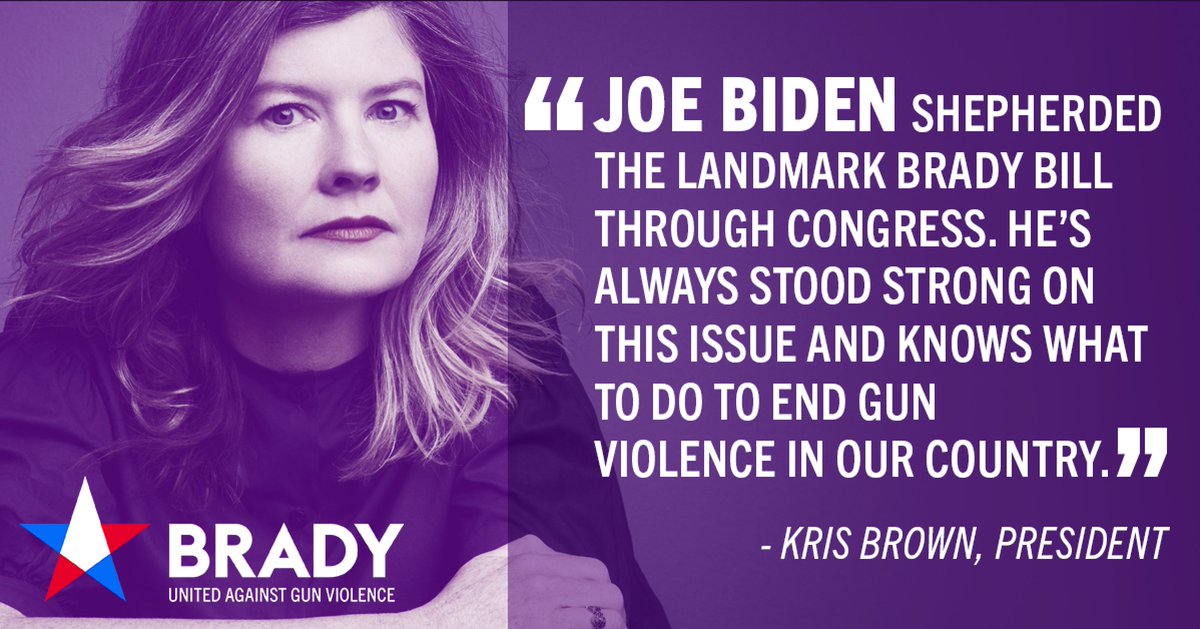 “JOE BIDEN SHEPHERDED
THE LANDMARK BRADY BILL
THROUGH CONGRESS. HE’S
ALWAYS STOOD STRONG ON
THIS ISSUE AND KNOWS WHAT
TO DO TO END GUN
VIOLENCE IN OUR COUNTRY.”
- KRIS BROWN, PRESIDENT
BRADY
UNITED AGAINST GUN VIOLENCE